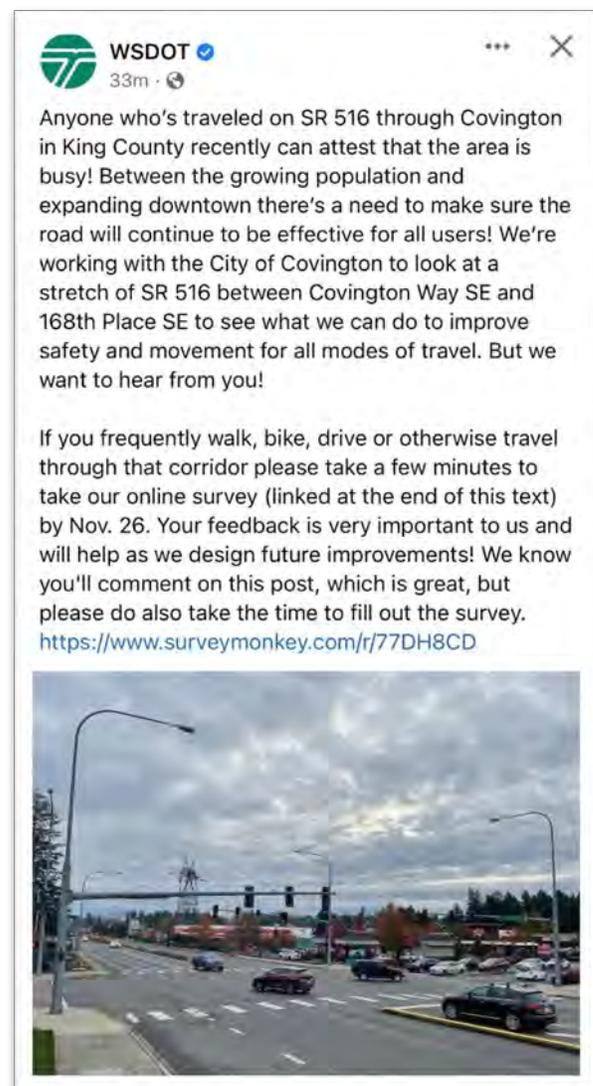 WSDOT
33m
Anyone who's traveled on SR 516 through Covington
in King County recently can attest that the area is
busy! Between the growing population and
expanding downtown there's a need to make sure the
road will continue to be effective for all users! We're
working with the City of Covington to look at a
stretch of SR 516 between Covington Way SE and
168th Place SE to see what we can do to improve
safety and movement for all modes of travel. But we
want to hear from you!
If you frequently walk, bike, drive or otherwise travel
through that corridor please take a few minutes to
take our online survey (linked at the end of this text)
by Nov. 26. Your feedback is very important to us and
will help as we design future improvements! We know
you'll comment on this post, which is great, but
please do also take the time to fill out the survey.
https://www.surveymonkey.com/r/77DH8CD